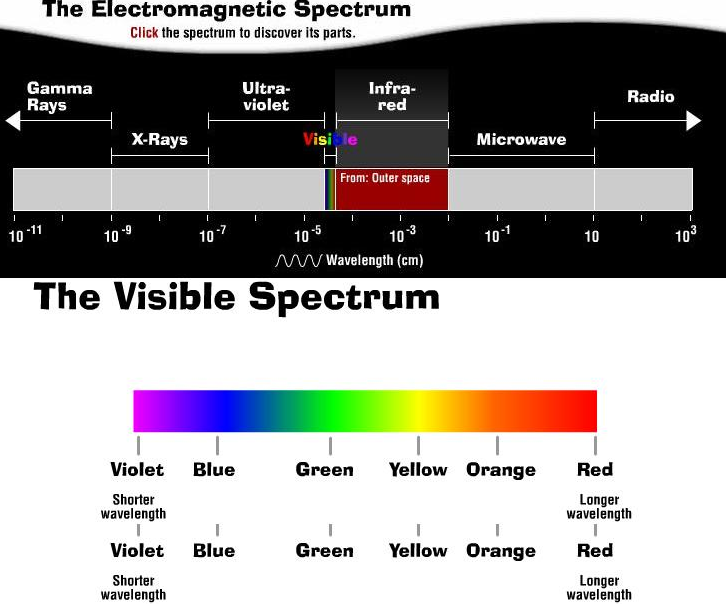 The Electromagnetic Spectrum
Click the spectrum to discover its parts.
Gamma Rays
Ultra-violet
Infra-red
Radio
X-Rays
Visible
Microwave
From: Outer space
10-11 10-9 10-7 10-5 10-3 10-1 10 103
Wavelength (cm)
The Visible Spectrum
Violet Blue Green Yellow Orange Red
Shorter wavelength
Longer wavelength
Violet Blue Green Yellow Orange Red
Shorter wavelength
Longer wavelength